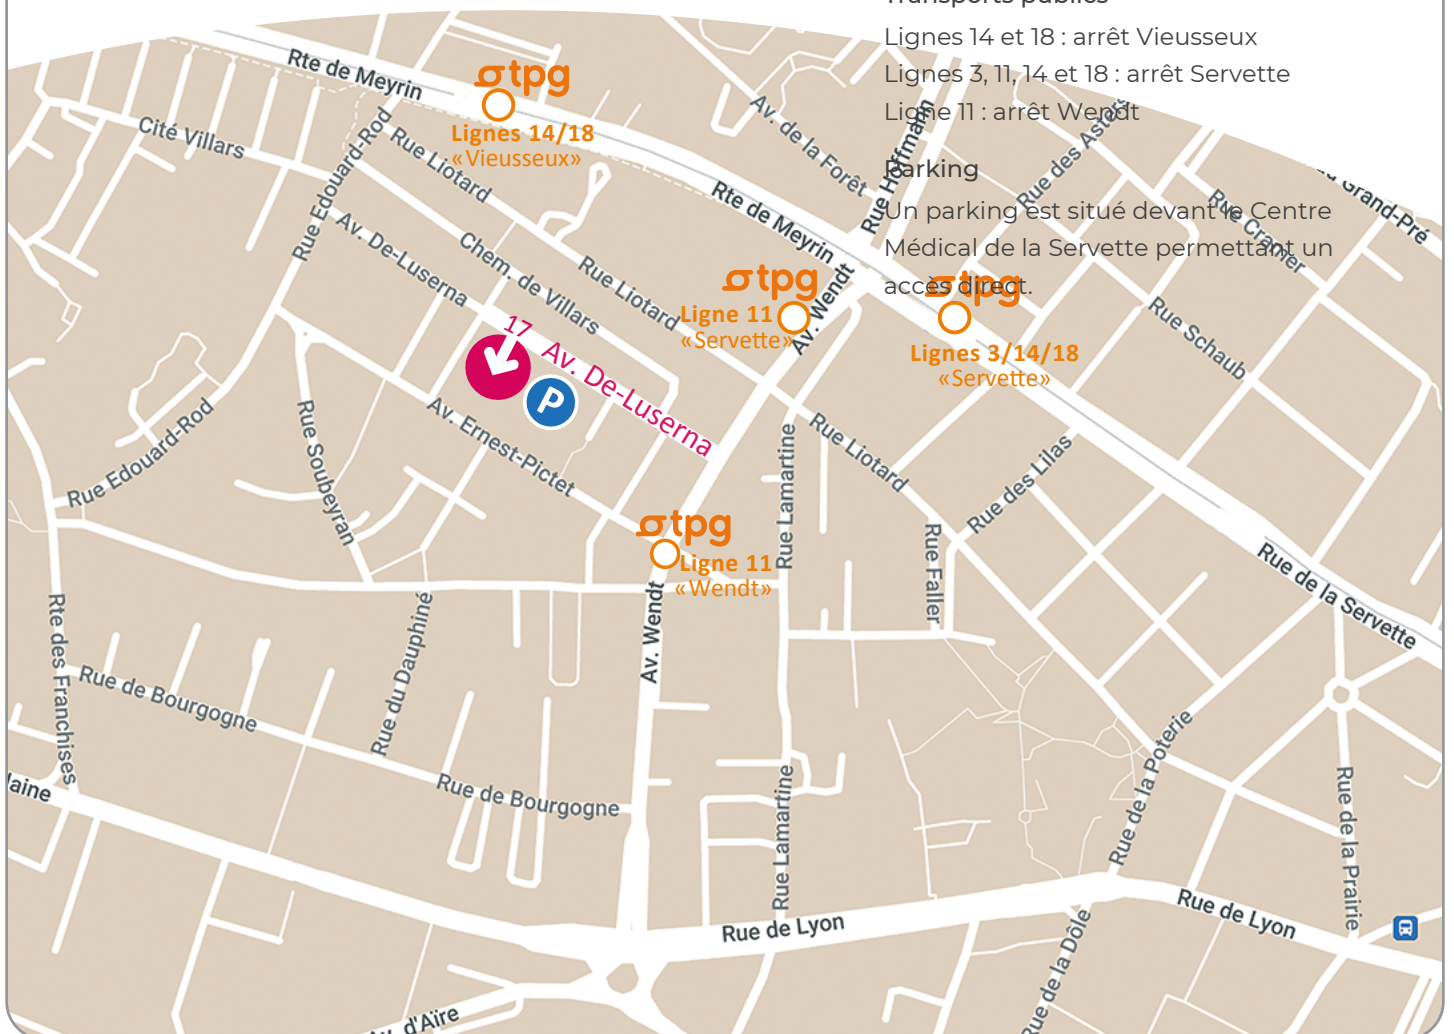 Transports publics
Lignes 14 et 18 : arrêt Vieusseux
Lignes 3, 11, 14 et 18 : arrêt Servette
Ligne 11 : arrêt Wendt
Parking
Un parking est situé devant le Centre
Médical de la Servette permettant un
accès direct.
Rte de Meyrin
tpg
Lignes 14/18
«Vieusseux»
Cité Villars
Rue Edouard-Rod
Rue Liotard
Av. de la Forêt
Rue Hoffmann
Rue des Asters
Rue Cramer
Grand-Pré
Rte de Meyrin
Av. De-Luserna
Chem. de Villars
Rue Liotard
tpg
Ligne 11
«Servette»
Av. Wendt
tpg
Lignes 3/14/18
«Servette»
Rue Schaub
17 Av. De-Luserna
P
Av. Ernest-Pictet
Rue Edouard-Rod
Rue Soubeyran
Rue Lamartine
Rue Liotard
Rue des Lilas
Rue Faller
tpg
Ligne 11
«Wendt»
Rue de la Servette
Av. Wendt
Rte des Franchises
Rue du Dauphiné
Rue de Bourgogne
Rue de Bourgogne
Rue Lamartine
Rue de la Poterie
Rue de la Prairie
laine
Rue de Lyon
Rue de Lyon
Rue de la Dôle
Av. d'Aïre